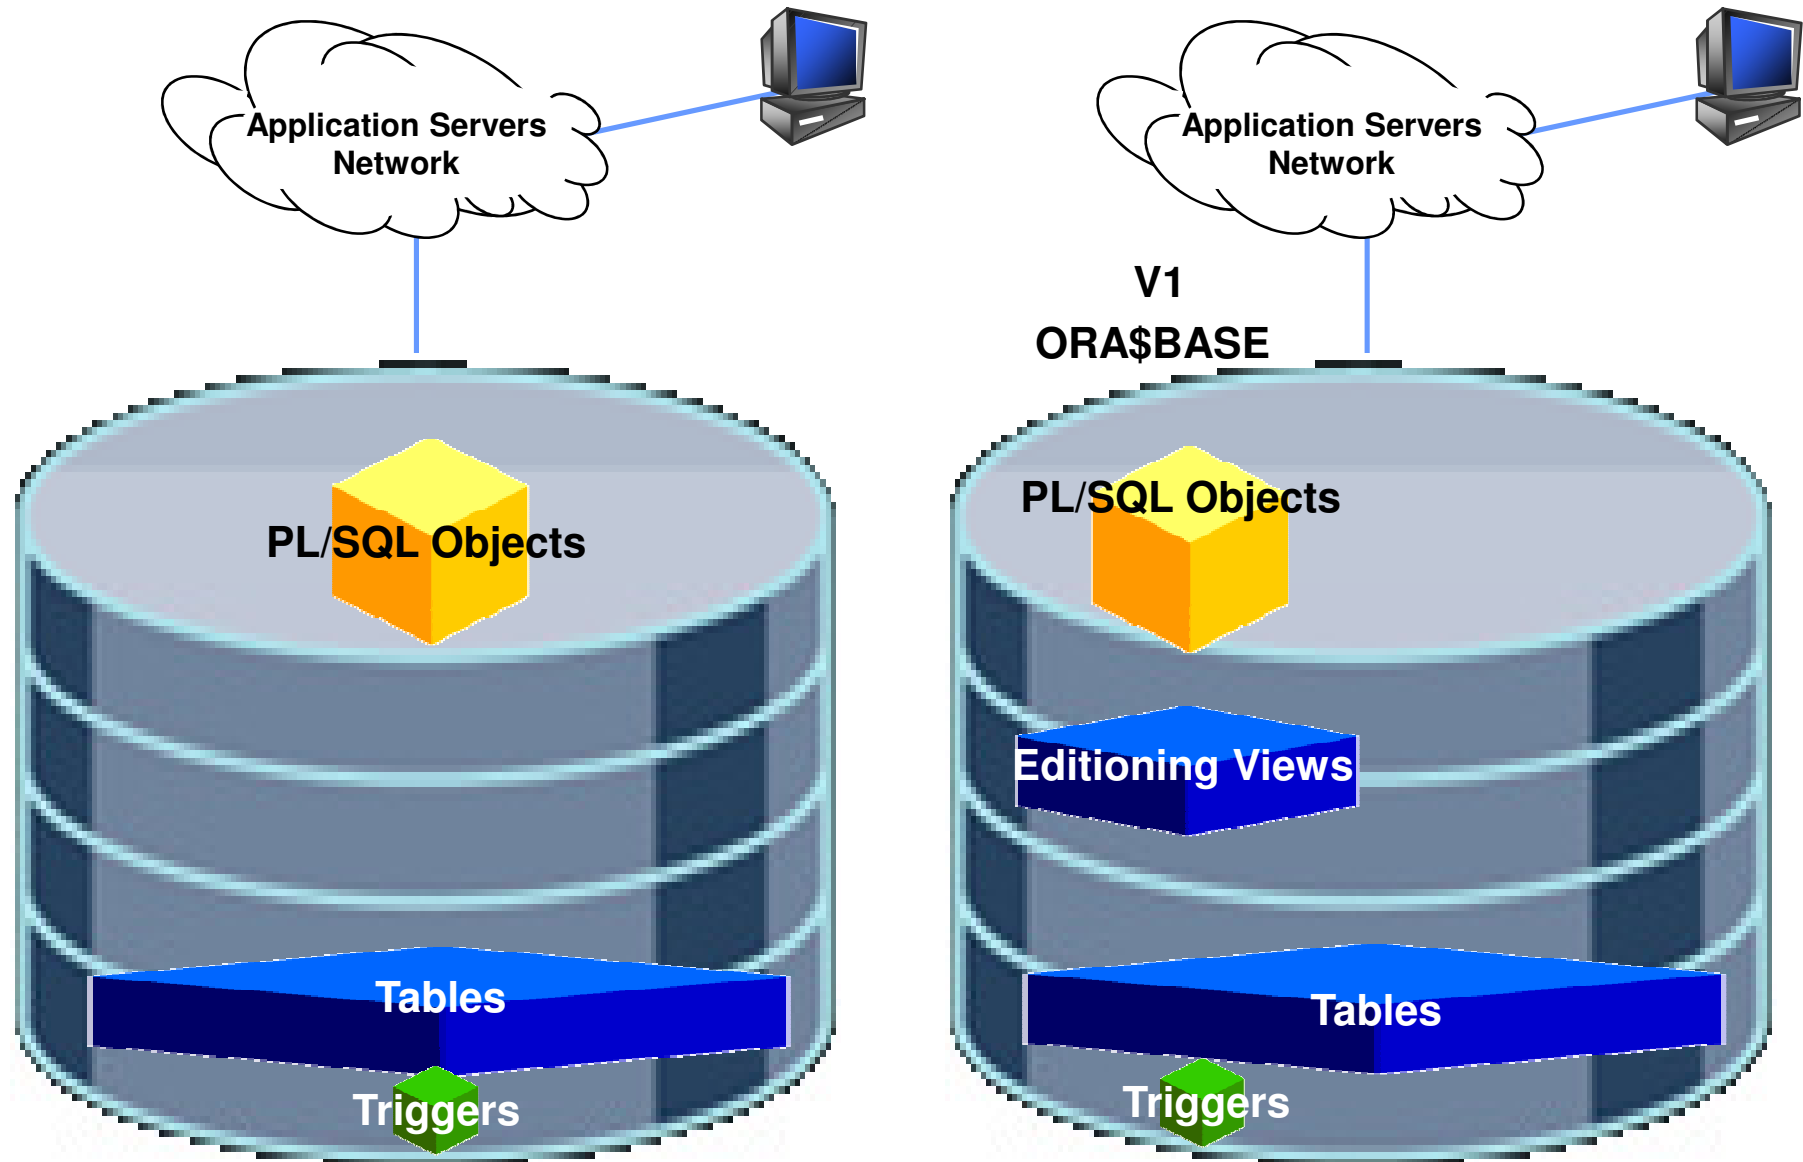 Application Servers
Network
PL/SQL Objects
Tables
Triggers
Application Servers
Network
V1
ORA$BASE
PL/SQL Objects
Editioning Views
Tables
Triggers